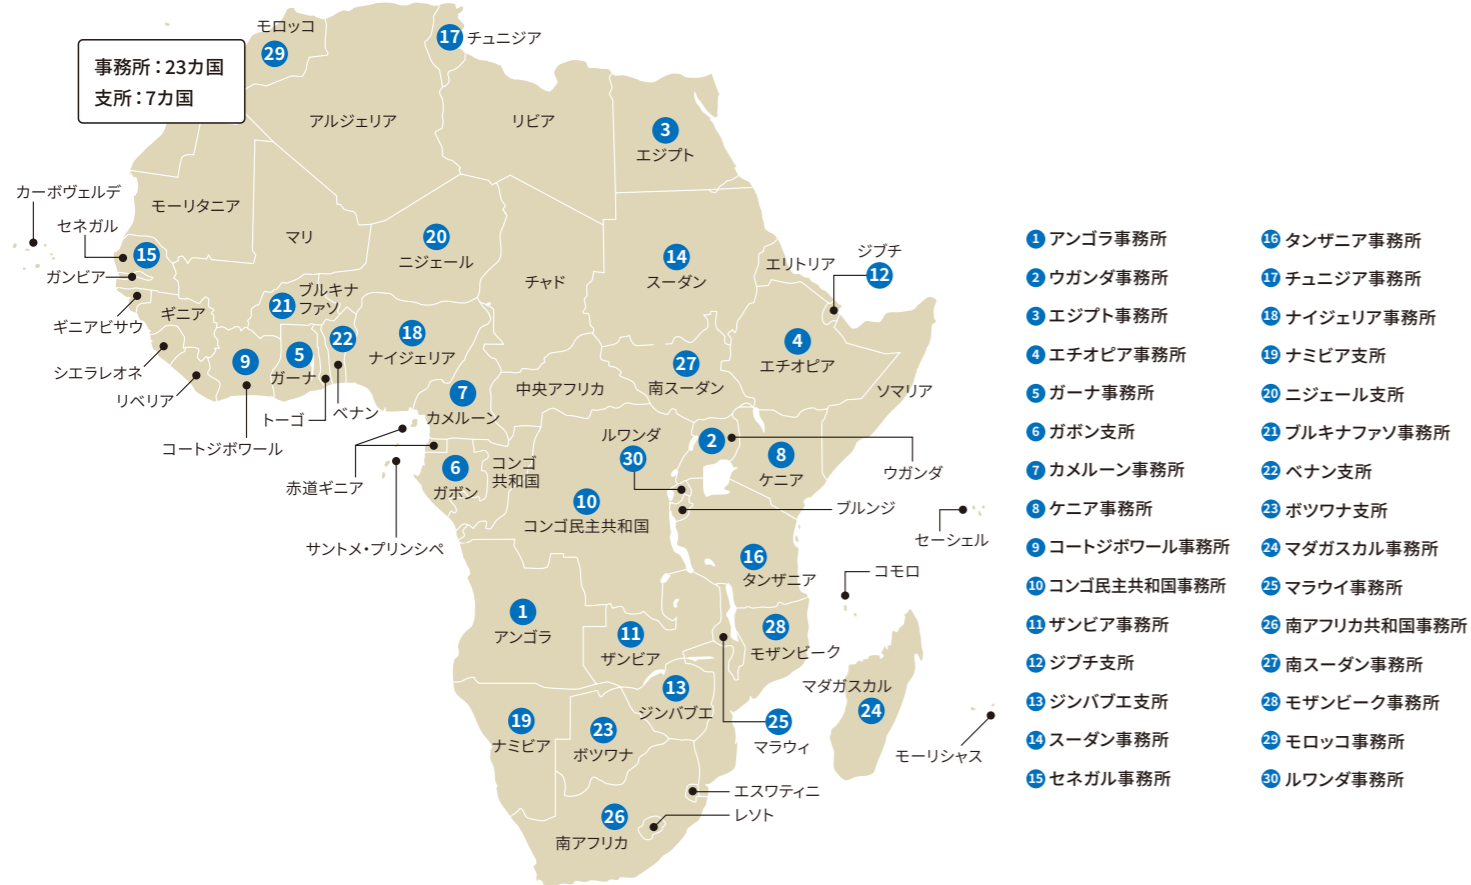 事務所：23カ国
支所：7カ国
モロッコ
29
17
チュニジア
アルジェリア
リビア
3
エジプト
カーボヴェルデ
モーリタニア
セネガル
15
マリ
20
ニジェール
チャド
14
スーダン
エリトリア
ジブチ
12
ガンビア
ギニアビサウ
ギニア
21
ブルキナ
ファソ
22
18
ナイジェリア
シエラレオネ
リベリア
9
5
ガーナ
コートジボワール
トーゴ
ベナン
7
カメルーン
中央アフリカ
27
南スーダン
4
エチオピア
ソマリア
赤道ギニア
6
ガボン
コンゴ
共和国
ルワンダ
30
2
8
ケニア
ウガンダ
10
コンゴ民主共和国
ブルンジ
サントメ・プリンシペ
セーシェル
16
タンザニア
コモロ
1
アンゴラ
11
ザンビア
28
モザンビーク
13
ジンバブエ
マダガスカル
24
19
ナミビア
23
ボツワナ
25
マラウィ
モーリシャス
エスワティニ
レソト
26
南アフリカ
1 アンゴラ事務所
2 ウガンダ事務所
3 エジプト事務所
4 エチオピア事務所
5 ガーナ事務所
6 ガボン支所
7 カメルーン事務所
8 ケニア事務所
9 コートジボワール事務所
10 コンゴ民主共和国事務所
11 ザンビア事務所
12 ジブチ支所
13 ジンバブエ支所
14 スーダン事務所
15 セネガル事務所
16 タンザニア事務所
17 チュニジア事務所
18 ナイジェリア事務所
19 ナミビア支所
20 ニジェール支所
21 ブルキナファソ事務所
22 ベナン支所
23 ボツワナ支所
24 マダガスカル事務所
25 マラウイ事務所
26 南アフリカ共和国事務所
27 南スーダン事務所
28 モザンビーク事務所
29 モロッコ事務所
30 ルワンダ事務所